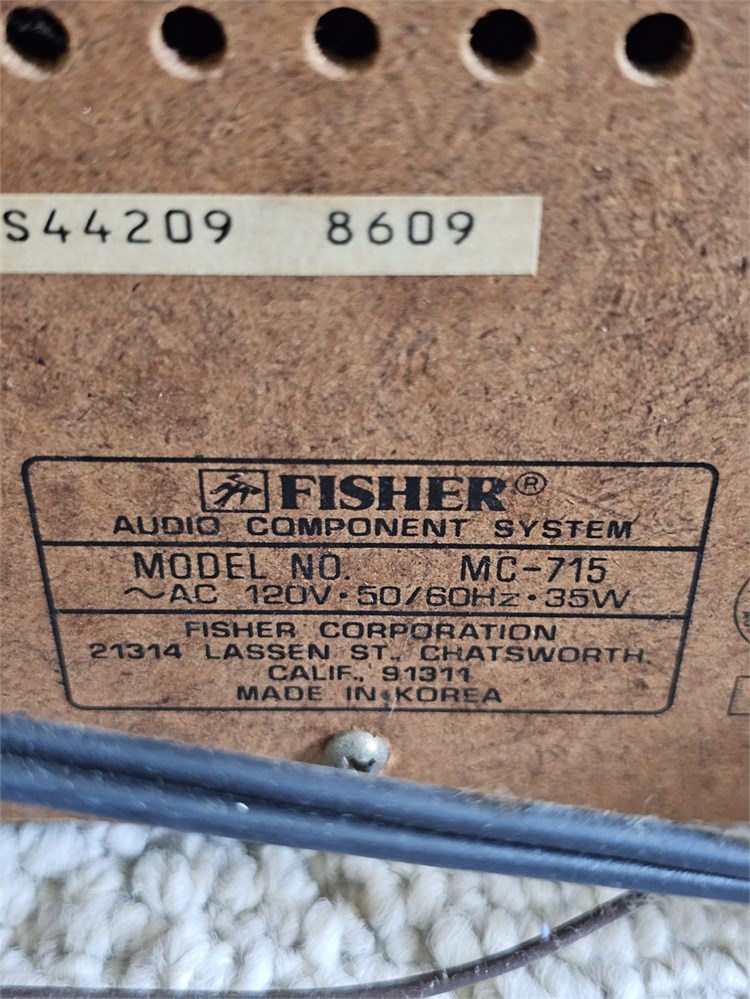 S44209 8609
FISHER®
AUDIO COMPONENT SYSTEM
MODEL NO. MC-715
~AC 120V·50/60Hz·35W
FISHER CORPORATION
21314 LASSEN ST., CHATSWORTH,
CALIF., 91311
MADE IN KOREA